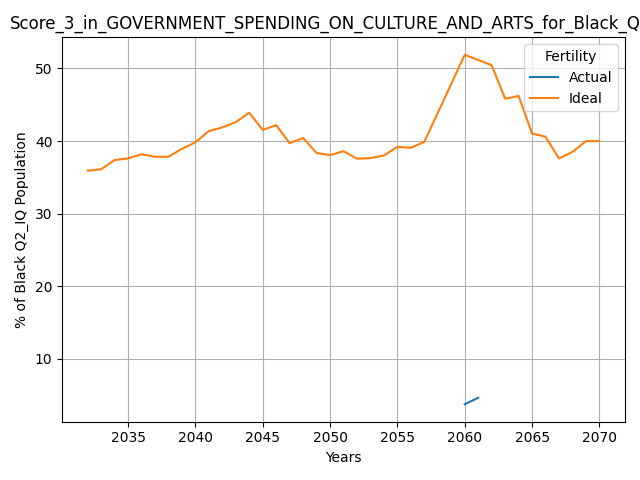 Score_3_in_GOVERNMENT_SPENDING_ON_CULTURE_AND_ARTS_for_Black_Q
Fertility
Actual
Ideal
% of Black Q2_IQ Population
50
40
30
20
10
2035 2040 2045 2050 2055 2060 2065 2070
Years